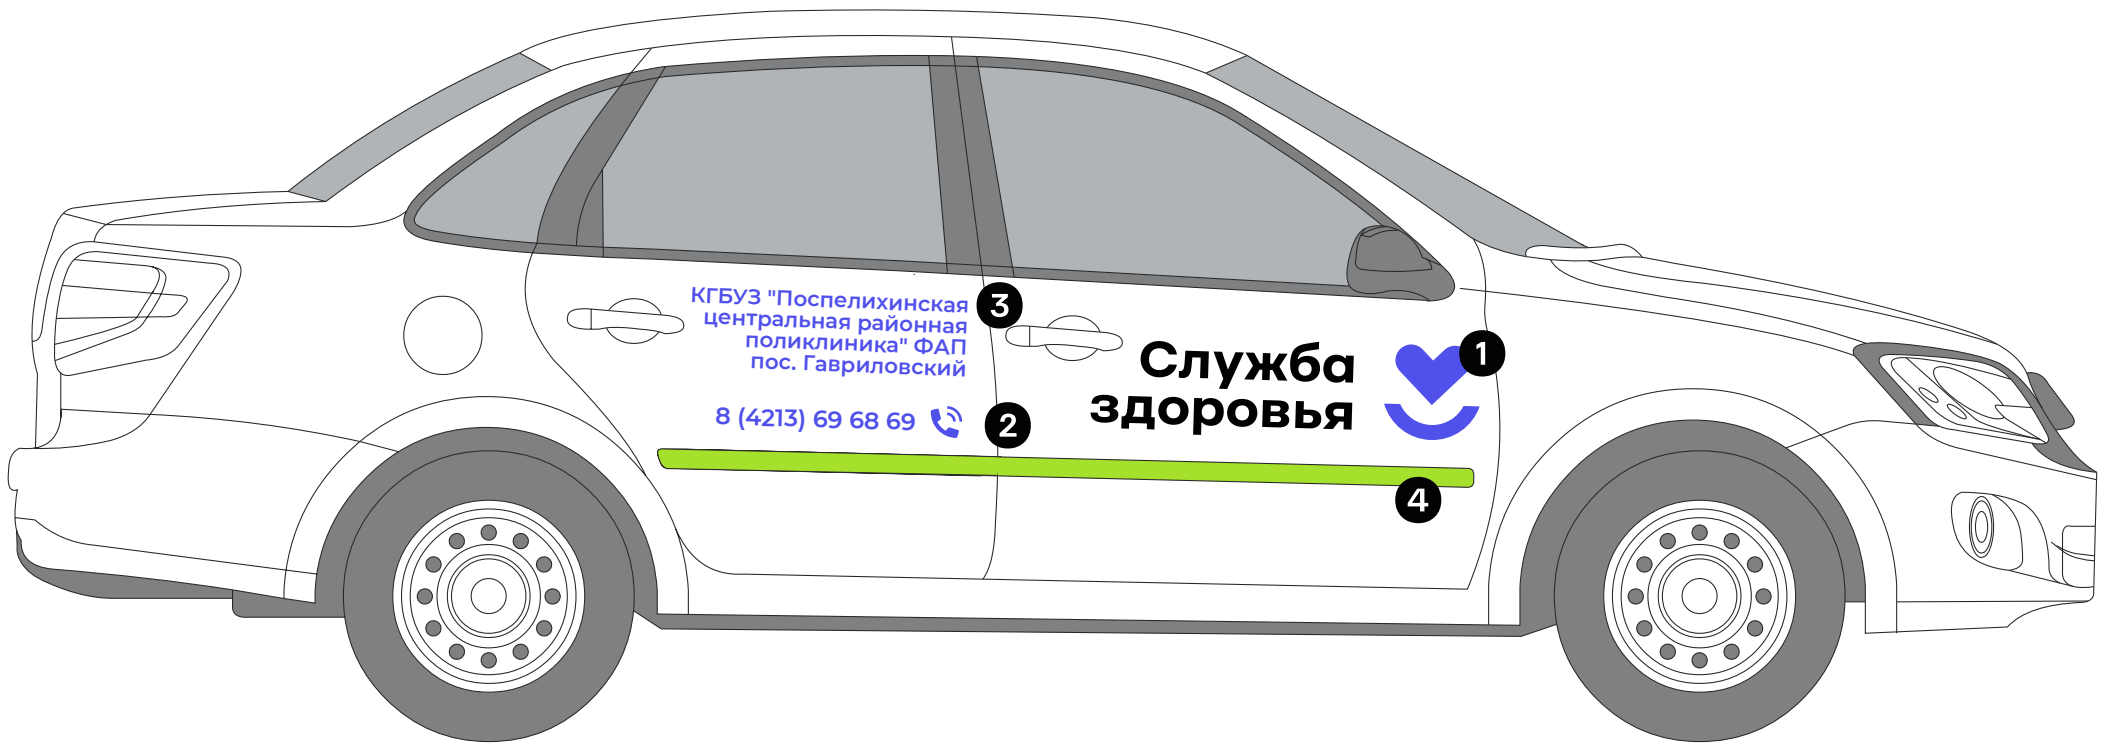 КГБУЗ "Поспелихинская
центральная районная
поликлиника" ФАП
пос. Гавриловский
3
8 (4213) 69 68 69
2
Служба
здоровья
1
4